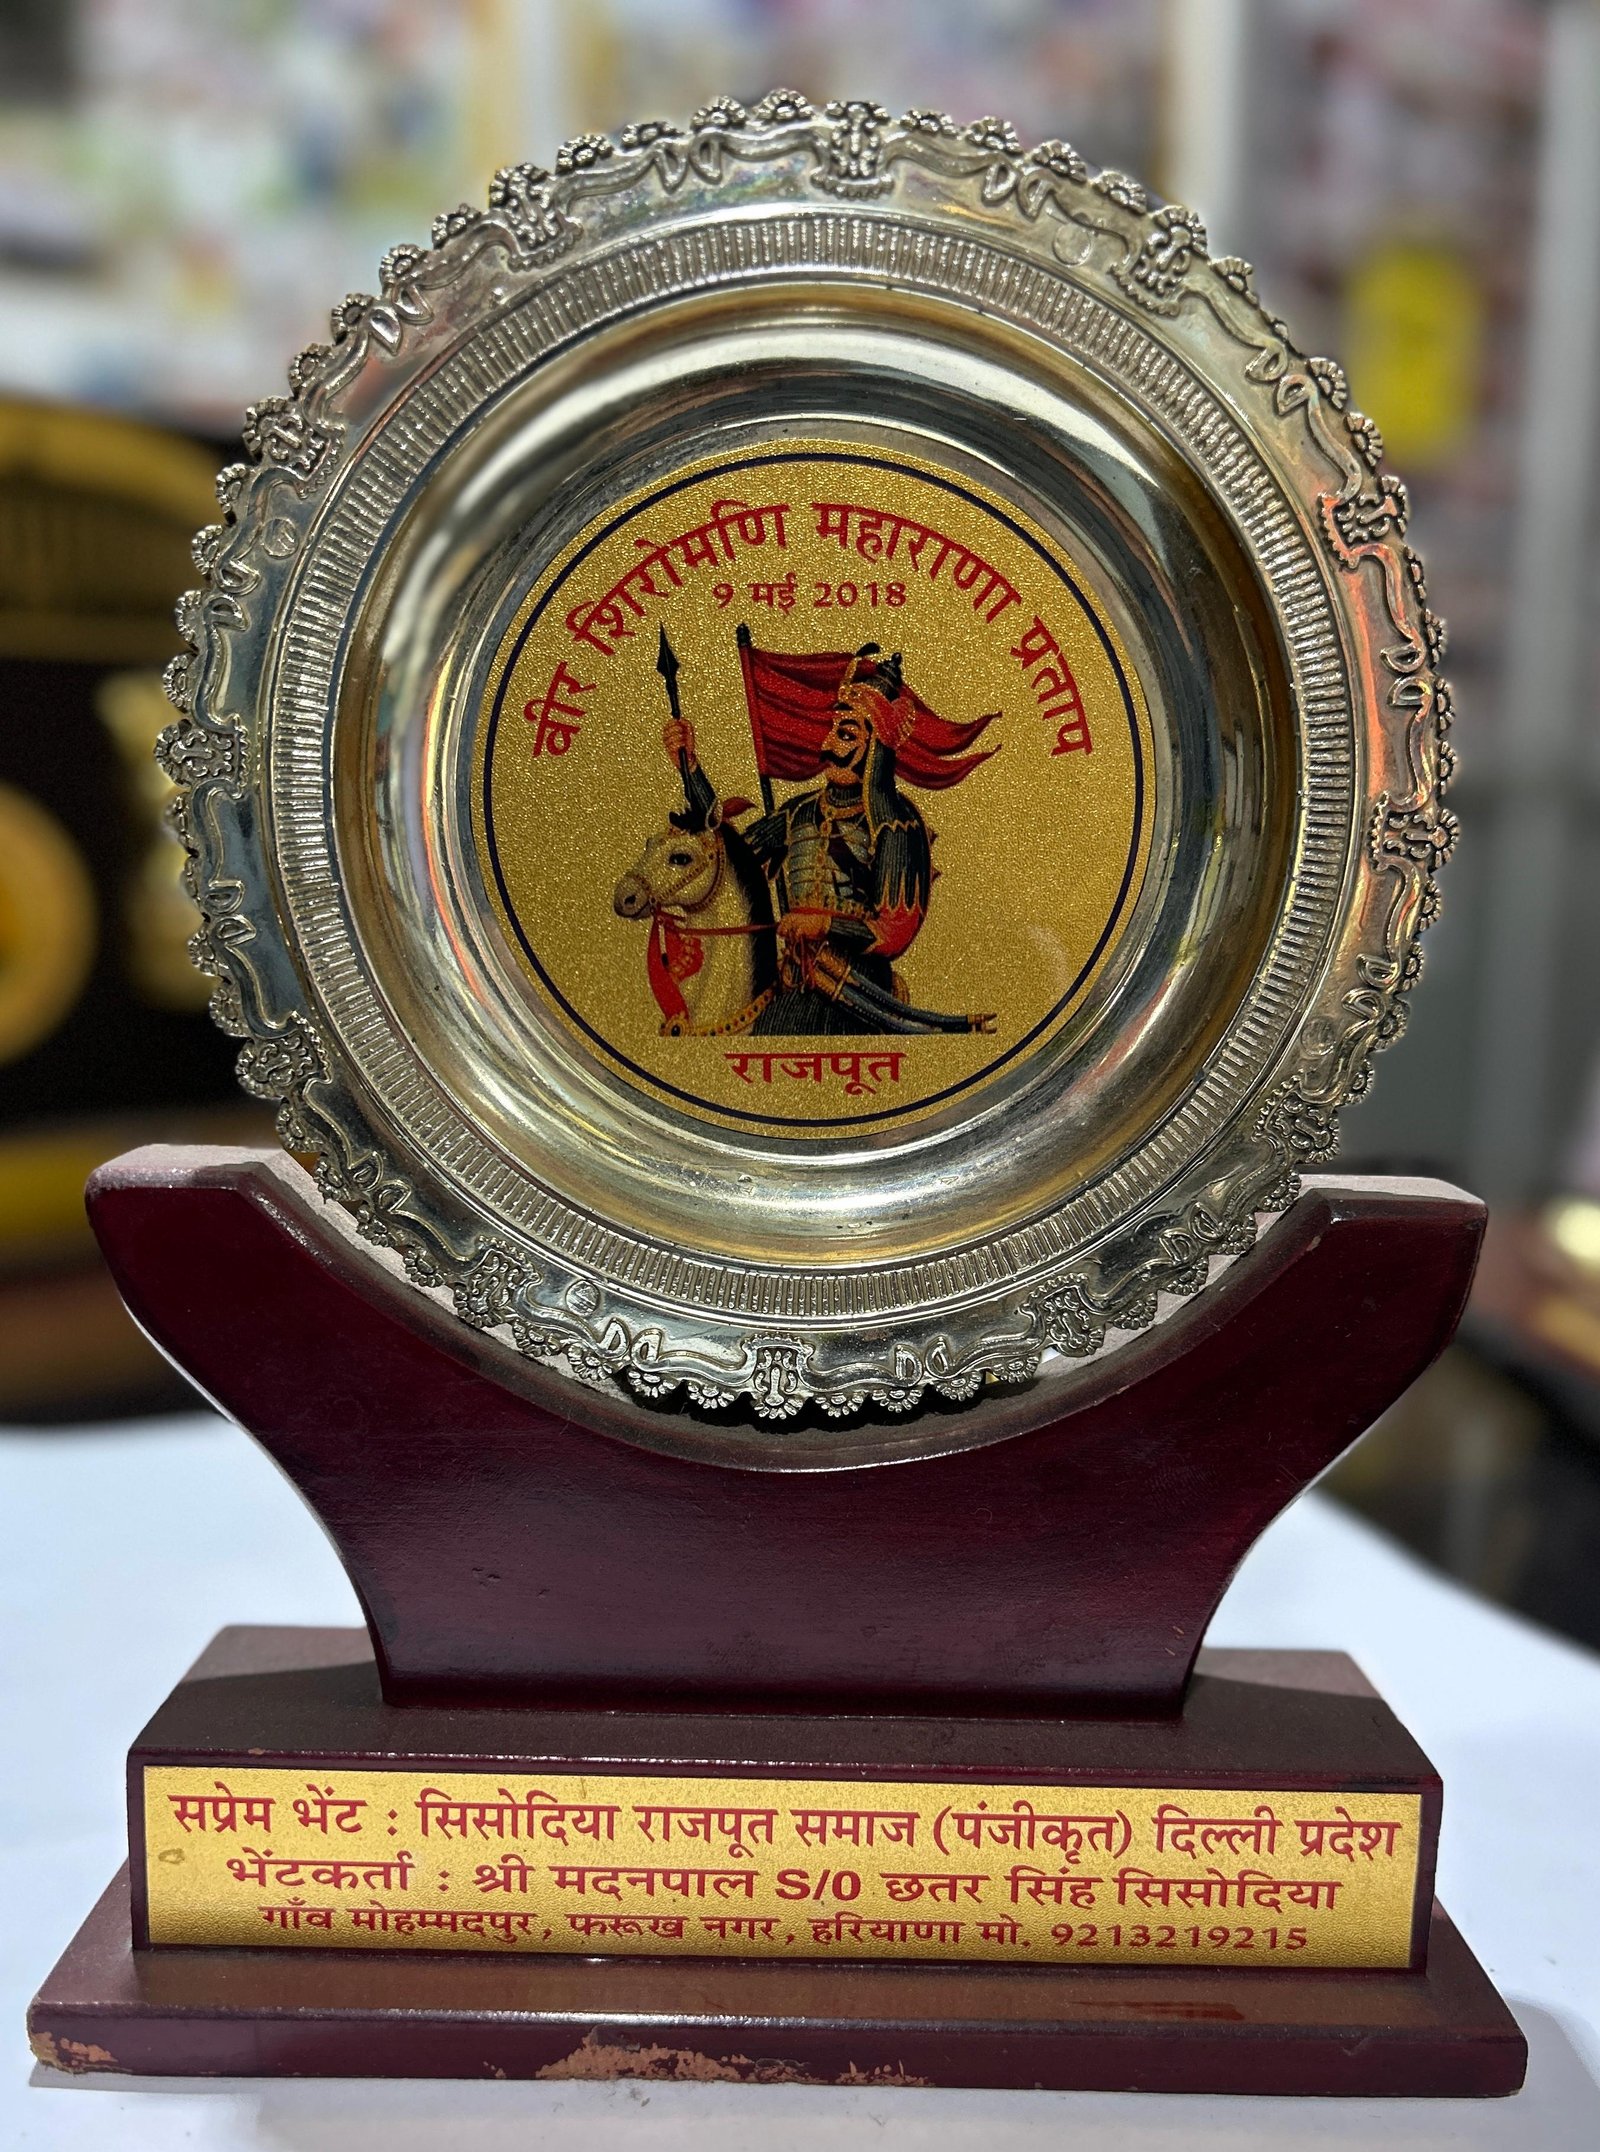 वीर शिरोमणि महाराणा प्रताप
9 मई 2018
राजपूत
सप्रेम भेंट : सिसोदिया राजपूत समाज (पंजीकृत) दिल्ली प्रदेश
भेंटकर्ता : श्री मदनपाल S/0 छतर सिंह सिसोदिया
गाँव मोहम्मदपुर, फरूख नगर, हरियाणा मो. 9213219215